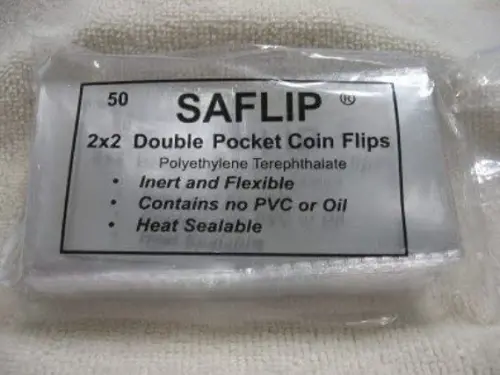 50 SAFLIP ®
2x2 Double Pocket Coin Flips
Polyethylene Terephthalate
• Inert and Flexible
• Contains no PVC or Oil
• Heat Sealable